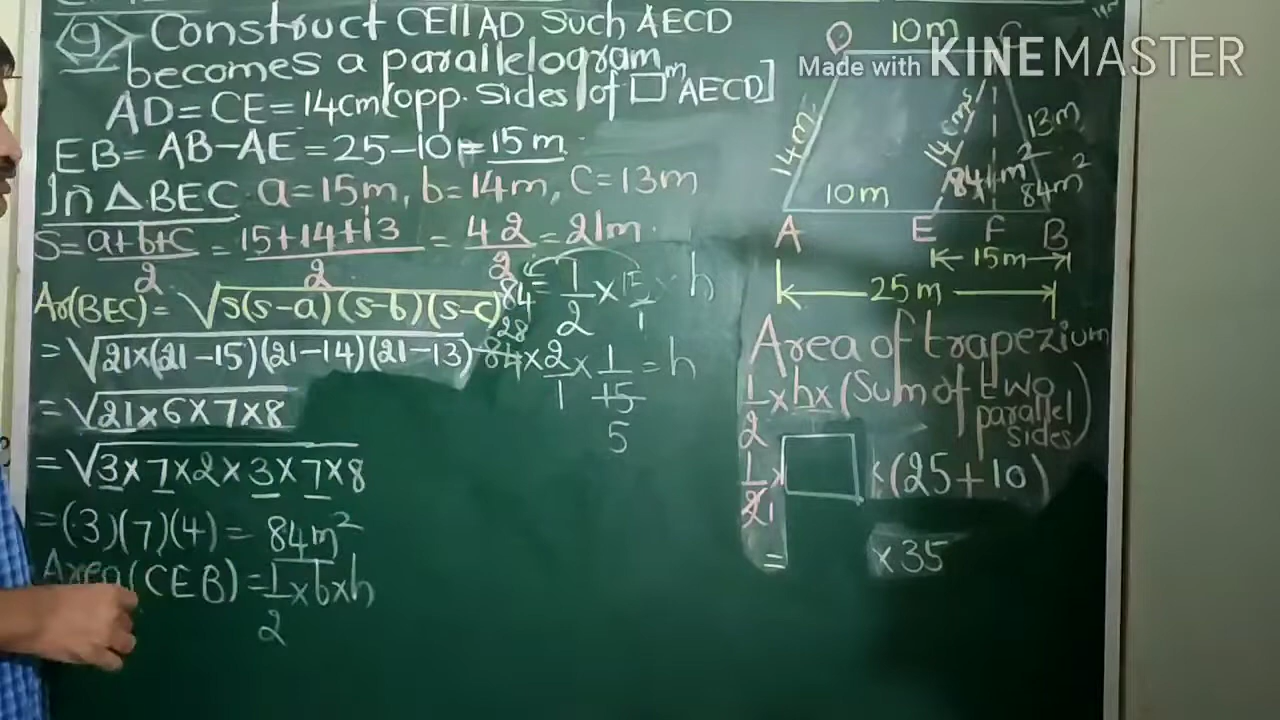 9 Construct CE||AD Such AECD
becomes a parallelogram
AD=CE=14cm[opp. sides of □m AECD]
EB=AB-AE=25-10=15m
In △BEC a=15m, b=14m, C=13m
S=a+b+c/2=15+14+13/2=42/2=21m
Ar(BEC)=√s(s-a)(s-b)(s-c)
=√21×(21-15)(21-14)(21-13)
=√21×6×7×8
=√3×7×2×3×7×8
=(3)(7)(4)=84m²
Area(CEB)=1/2×b×h
84=1/2×15/1×h
28
84×2/1×1/15=h
5
D 10m C
Made with KINEMASTER
14m
14cm
13m
84m²
84m²
10m
A E F B
15m
25m
Area of trapezium
1/2×h×(Sum of two parallel sides)
1/2×□×(25+10)
1
= ×35